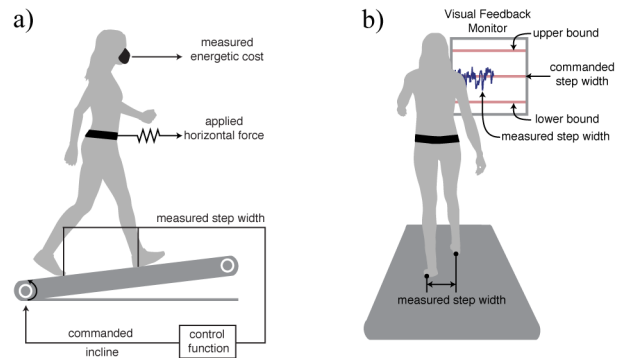 a)
measured
energetic cost
applied
horizontal force
measured step width
commanded
incline
control
function
b)
Visual Feedback
Monitor
upper bound
commanded
step width
lower bound
measured step width
measured step width